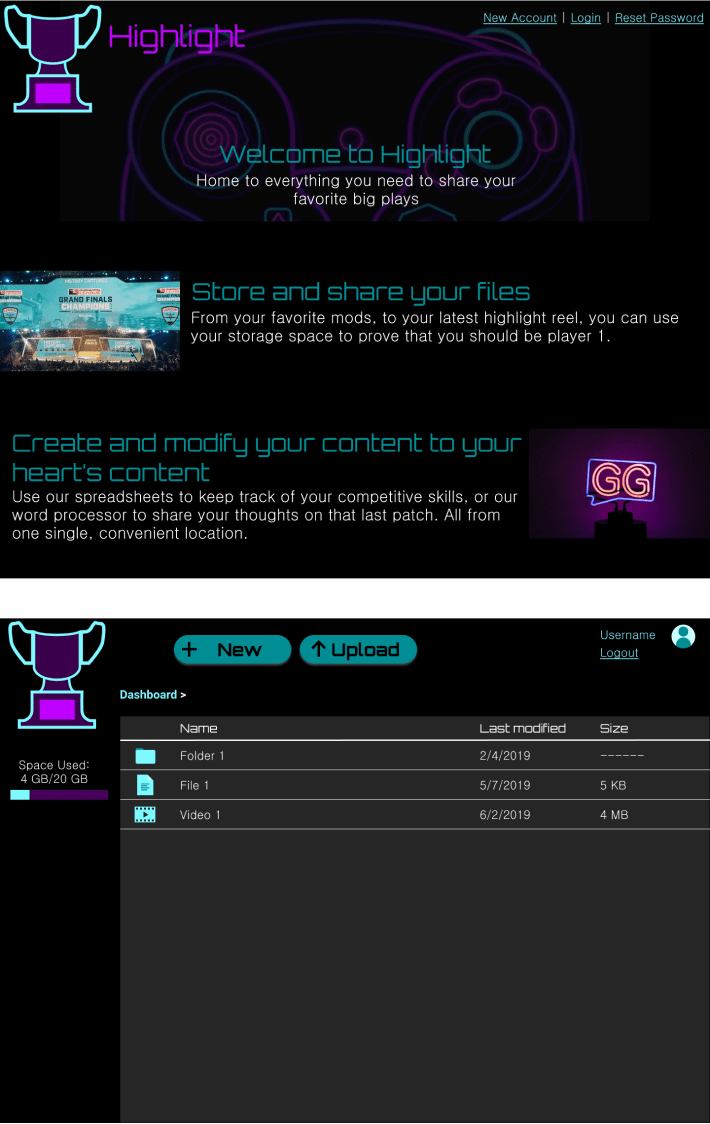 Highlight
New Account | Login | Reset Password
Welcome to Highlight
Home to everything you need to share your
favorite big plays
GRAND FINALS
CHAMPIONS
Store and share your files
From your favorite mods, to your latest highlight reel, you can use
your storage space to prove that you should be player 1.
Create and modify your content to your
heart's content
Use our spreadsheets to keep track of your competitive skills, or our
word processor to share your thoughts on that last patch. All from
one single, convenient location.
GG
+ New
↑ Upload
Username
Logout
Dashboard >
Space Used:
4 GB/20 GB
Name Last modified Size
Folder 1 2/4/2019 ------
File 1 5/7/2019 5 KB
Video 1 6/2/2019 4 MB